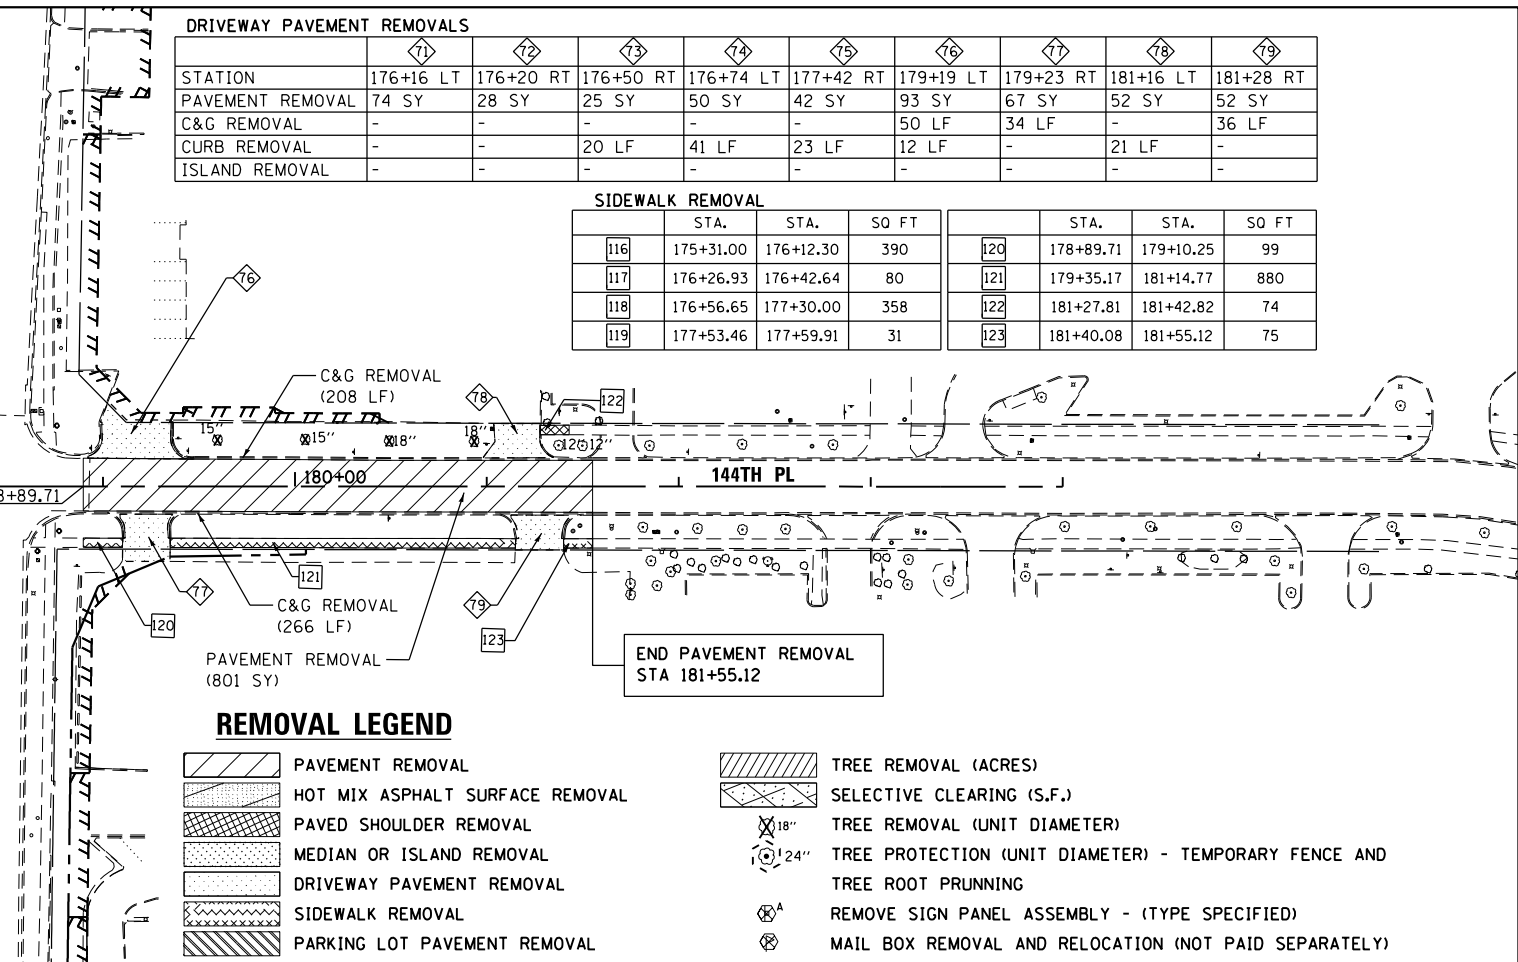 DRIVEWAY PAVEMENT REMOVALS
71 72 73 74 75 76 77 78 79
STATION 176+16 LT 176+20 RT 176+50 RT 176+74 LT 177+42 RT 179+19 LT 179+23 RT 181+16 LT 181+28 RT
PAVEMENT REMOVAL 74 SY 28 SY 25 SY 50 SY 42 SY 93 SY 67 SY 52 SY 52 SY
C&G REMOVAL - - - - - 50 LF 34 LF - 36 LF
CURB REMOVAL - - 20 LF 41 LF 23 LF 12 LF - 21 LF -
ISLAND REMOVAL - - - - - - - - -
SIDEWALK REMOVAL
STA. STA. SQ FT STA. STA. SQ FT
116 175+31.00 176+12.30 390 120 178+89.71 179+10.25 99
117 176+26.93 176+42.64 80 121 179+35.17 181+14.77 880
118 176+56.65 177+30.00 358 122 181+27.81 181+42.82 74
119 177+53.46 177+59.91 31 123 181+40.08 181+55.12 75
76
C&G REMOVAL
(208 LF)
78
122
15" 15" 18" 18" 12 12"
180+00
144TH PL
8+89.71
121
77
C&G REMOVAL
(266 LF)
79
120
123
PAVEMENT REMOVAL
(801 SY)
END PAVEMENT REMOVAL
STA 181+55.12
REMOVAL LEGEND
PAVEMENT REMOVAL
HOT MIX ASPHALT SURFACE REMOVAL
PAVED SHOULDER REMOVAL
MEDIAN OR ISLAND REMOVAL
DRIVEWAY PAVEMENT REMOVAL
SIDEWALK REMOVAL
PARKING LOT PAVEMENT REMOVAL
TREE REMOVAL (ACRES)
SELECTIVE CLEARING (S.F.)
18" TREE REMOVAL (UNIT DIAMETER)
24" TREE PROTECTION (UNIT DIAMETER) - TEMPORARY FENCE AND
TREE ROOT PRUNNING
A REMOVE SIGN PANEL ASSEMBLY - (TYPE SPECIFIED)
MAIL BOX REMOVAL AND RELOCATION (NOT PAID SEPARATELY)